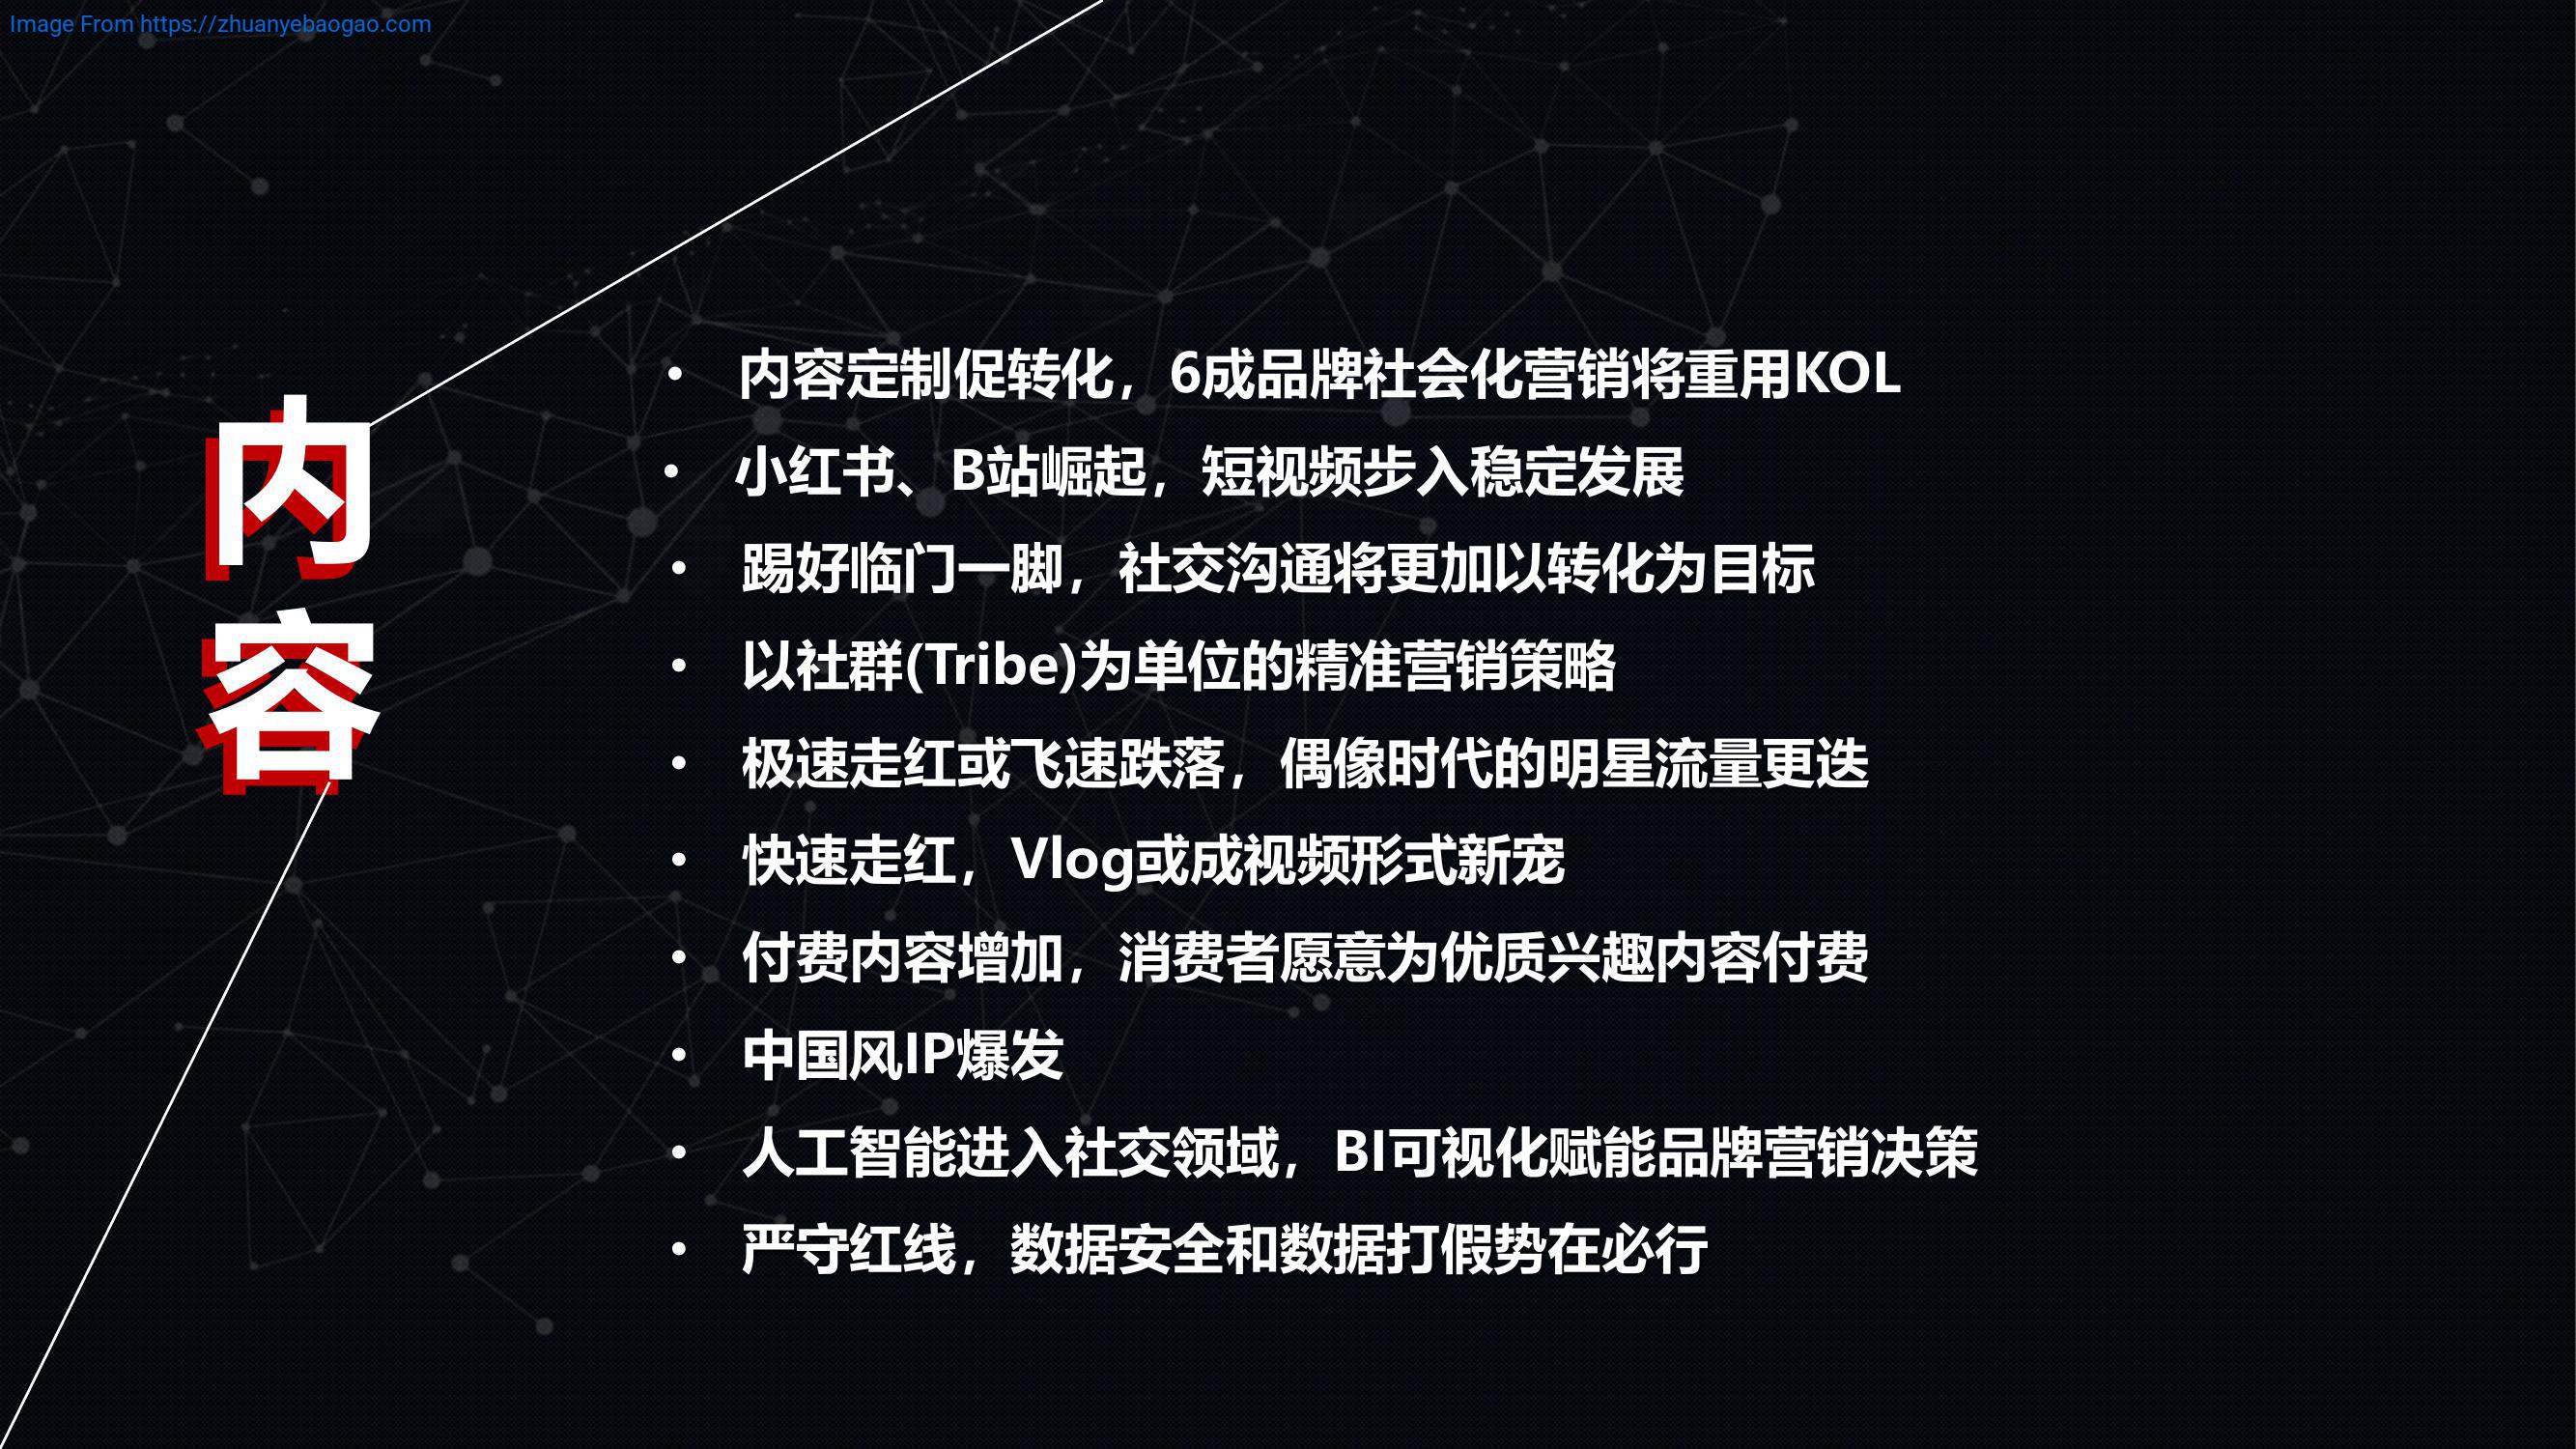 Image From https://zhuanyebaogao.com
内容
• 内容定制促转化，6成品牌社会化营销将重用KOL
• 小红书、B站崛起，短视频步入稳定发展
• 踢好临门一脚，社交沟通将更加以转化为目标
• 以社群(Tribe)为单位的精准营销策略
• 极速走红或飞速跌落，偶像时代的明星流量更迭
• 快速走红，Vlog或成视频形式新宠
• 付费内容增加，消费者愿意为优质兴趣内容付费
• 中国风IP爆发
• 人工智能进入社交领域，BI可视化赋能品牌营销决策
• 严守红线，数据安全和数据打假势在必行